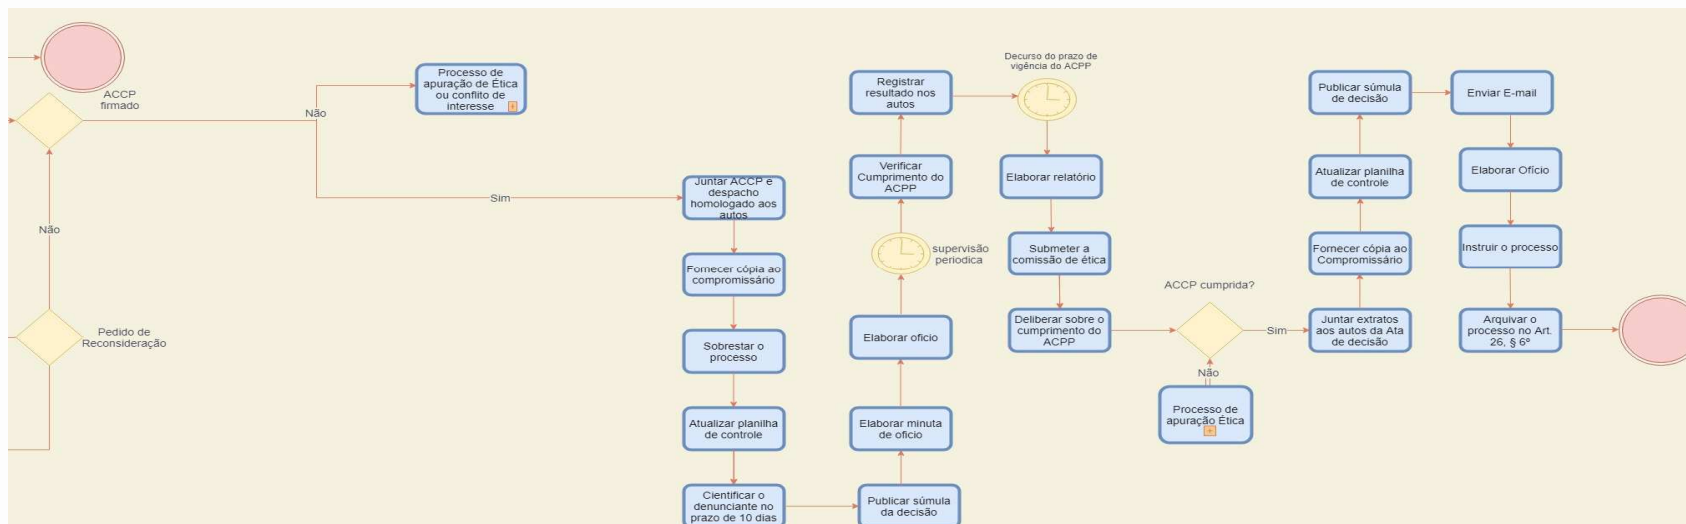 ACCP
firmado
Não
Pedido de
Reconsideração
Não
Processo de
apuração de Ética
ou conflito de
interesse
Sim
Juntar ACCP e
despacho
homologado aos
autos
Fornecer cópia ao
compromissário
Sobrestar o
processo
Atualizar planilha
de controle
Cientificar o
denunciante no
prazo de 10 dias
Publicar súmula
da decisão
Elaborar minuta
de oficio
Elaborar oficio
supervisão
periodica
Verificar
Cumprimento do
ACPP
Registrar
resultado nos
autos
Decurso do prazo de
vigência do ACPP
Elaborar relatório
Submeter a
comissão de ética
Deliberar sobre o
cumprimento do
ACPP
ACCP cumprida?
Não
Processo de
apuração Ética
Sim
Juntar extratos
aos autos da Ata
de decisão
Fornecer cópia ao
Compromissário
Atualizar planilha
de controle
Publicar súmula
de decisão
Enviar E-mail
Elaborar Ofício
Instruir o processo
Arquivar o
processo no Art.
26, § 6º